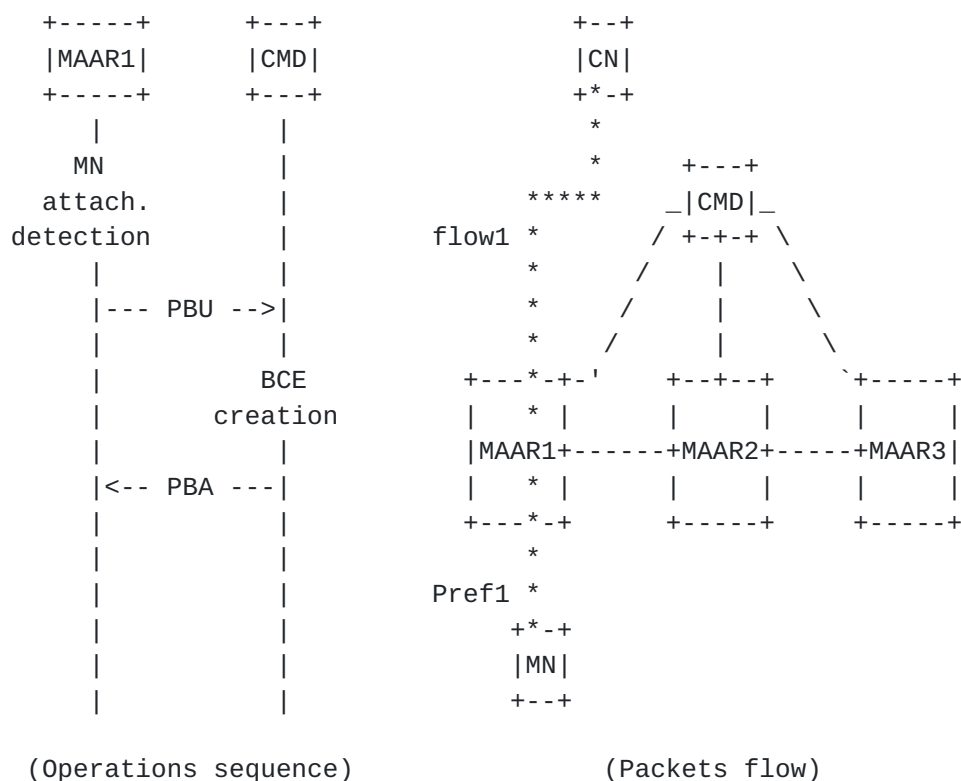 +-----+      +---+                +--+
|MAAR1|      |CMD|                |CN|
+-----+      +---+                +*-+
   |            |                   *
  MN            |                   *     +---+
attach.         |               *****    _|CMD|_
detection         |         flow1 *         / +-+-+ \
   |            |               *        /    |    \
   |--- PBU -->|               *       /     |     \
   |            |               *      /      |      \
   |           BCE          +---*-+-'    +--+--+     `+-----+
   |        creation        |   * |      |     |      |     |
   |            |           |MAAR1+------+MAAR2+-----+MAAR3|
   |<-- PBA ---|           |   * |      |     |      |     |
   |            |           +---*-+      +-----+      +-----+
   |            |               *
   |            |         Pref1 *
   |            |              +*-+
   |            |              |MN|
   |            |              +--+
(Operations sequence)                (Packets flow)